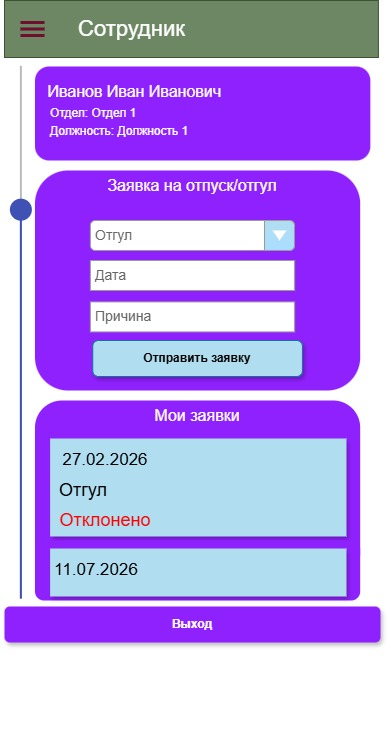 Сотрудник
Иванов Иван Иванович
Отдел: Отдел 1
Должность: Должность 1
Заявка на отпуск/отгул
Отгул
Дата
Причина
Отправить заявку
Мои заявки
27.02.2026
Отгул
Отклонено
11.07.2026
Выход